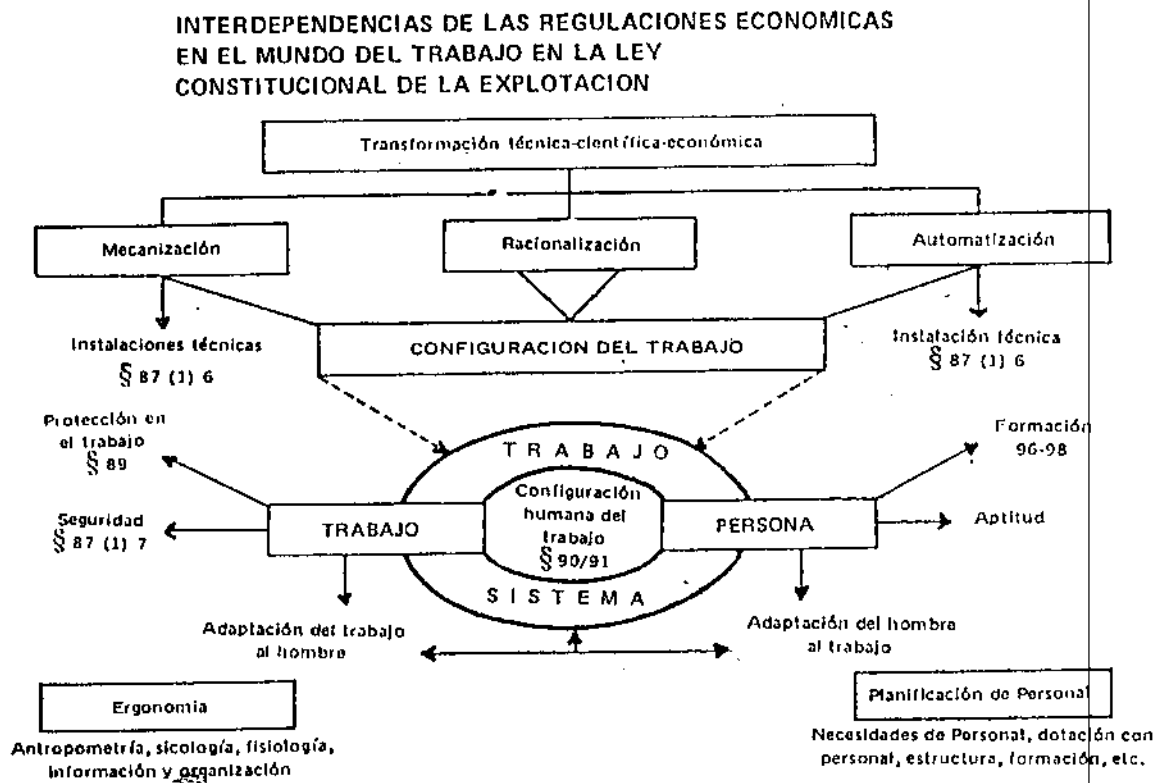 INTERDEPENDENCIAS DE LAS REGULACIONES ECONOMICAS
EN EL MUNDO DEL TRABAJO EN LA LEY
CONSTITUCIONAL DE LA EXPLOTACION
Transformación técnica-científica-económica
Mecanización
Racionalización
Automatización
Instalaciones técnicas
§ 87 (1) 6
CONFIGURACION DEL TRABAJO
Instalación técnica
§ 87 (1) 6
Protección en
el trabajo
§ 89
Formación
96-98
TRABAJO
Configuración
humana del
trabajo
§ 90/91
Seguridad
§ 87 (1) 7
TRABAJO
PERSONA
Aptitud
SISTEMA
Adaptación del trabajo
al hombre
Adaptación del hombre
al trabajo
Ergonomia
Antropometría, sicología, fisiología,
información y organización
Planificación de Personal
Necesidades de Personal, dotación con
personal, estructura, formación, etc.